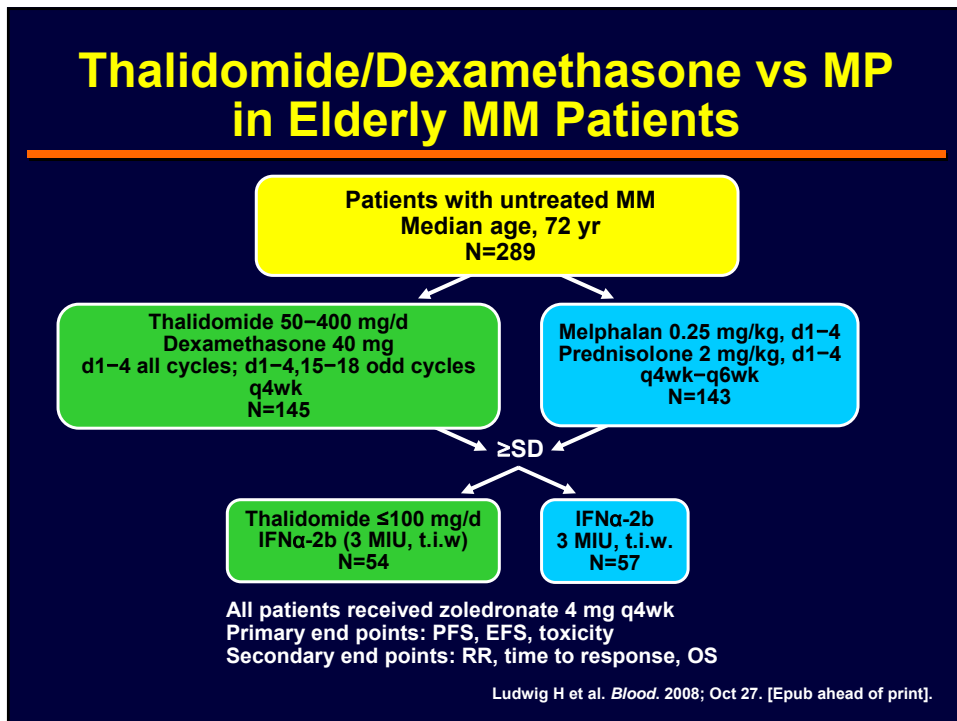 Thalidomide/Dexamethasone vs MP
in Elderly MM Patients
Patients with untreated MM
Median age, 72 yr
N=289
Thalidomide 50−400 mg/d
Dexamethasone 40 mg
d1−4 all cycles; d1−4,15−18 odd cycles
q4wk
N=145
Melphalan 0.25 mg/kg, d1−4
Prednisolone 2 mg/kg, d1−4
q4wk−q6wk
N=143
≥SD
Thalidomide ≤100 mg/d
IFNα-2b (3 MIU, t.i.w)
N=54
IFNα-2b
3 MIU, t.i.w.
N=57
All patients received zoledronate 4 mg q4wk
Primary end points: PFS, EFS, toxicity
Secondary end points: RR, time to response, OS
Ludwig H et al. Blood. 2008; Oct 27. [Epub ahead of print].